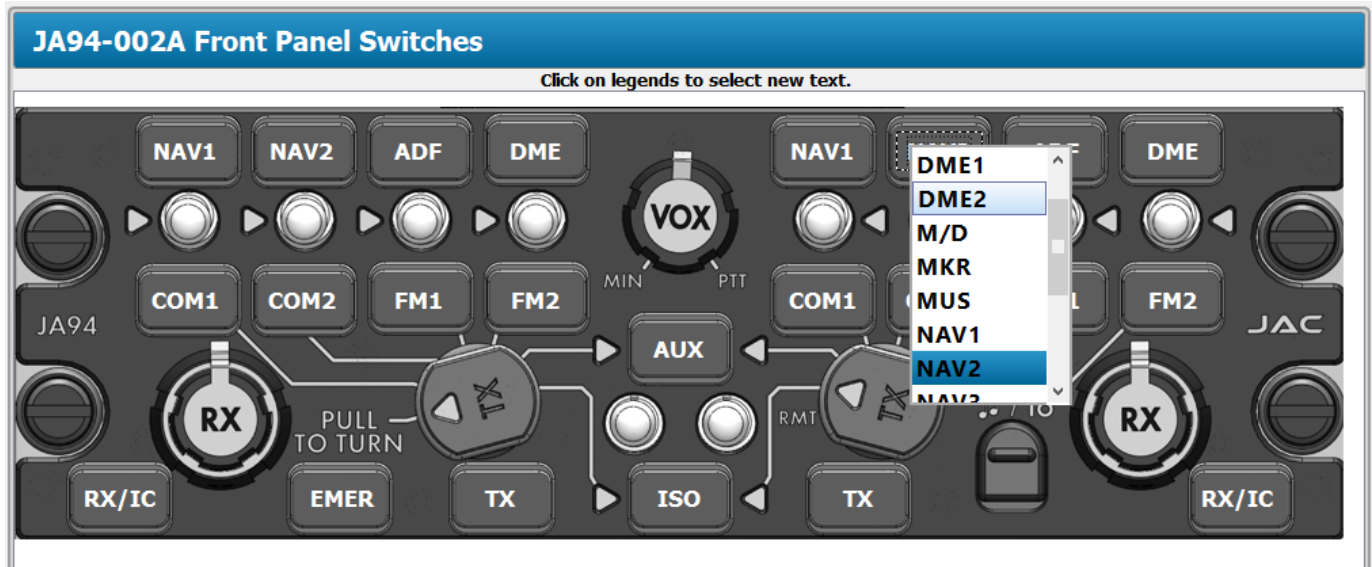 JA94-002A Front Panel Switches
Click on legends to select new text.
NAV1 NAV2 ADF DME NAV1 DME
DME1
DME2
M/D
MKR
MUS
NAV1
NAV2
NAV3
VOX
MIN PTT
COM1 COM2 FM1 FM2 COM1 FM2
JA94
JAC
AUX
RX
PULL
TO TURN
TX
RMT
TX
RX
RX/IC EMER TX ISO TX RX/IC